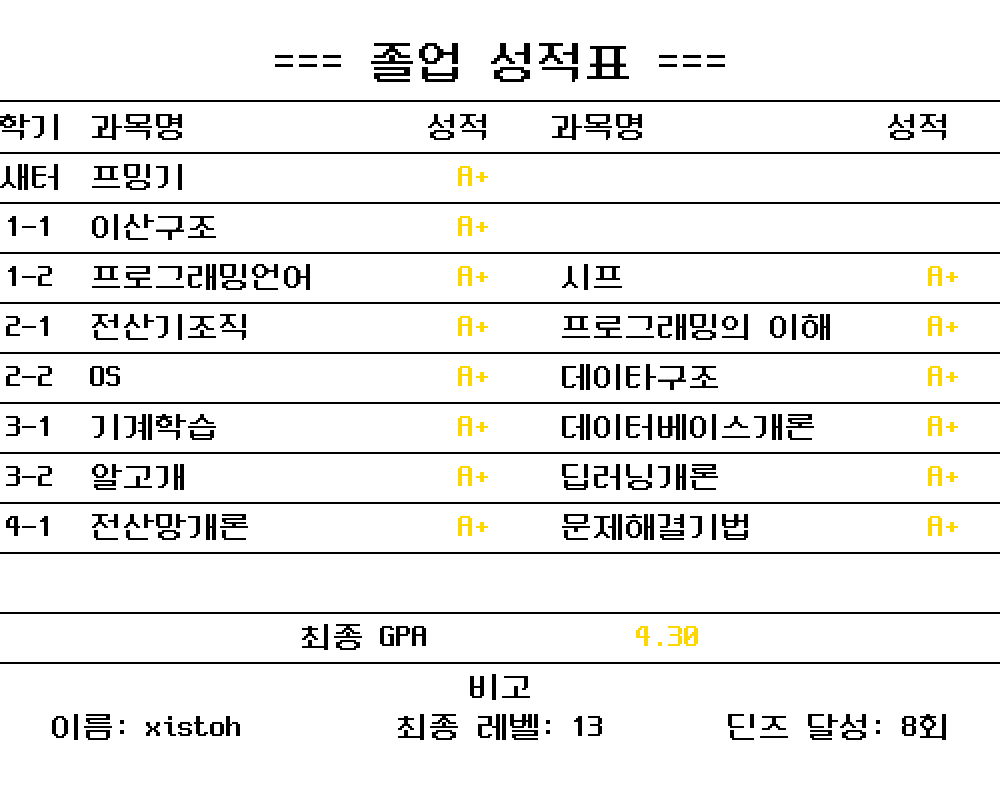 === 졸업 성적표 ===
학기 과목명 성적 과목명 성적
새터 프밍기 A+
1-1 이산구조 A+
1-2 프로그래밍언어 A+ 시프 A+
2-1 전산기조직 A+ 프로그래밍의 이해 A+
2-2 OS A+ 데이타구조 A+
3-1 기계학습 A+ 데이터베이스개론 A+
3-2 알고개 A+ 딥러닝개론 A+
4-1 전산망개론 A+ 문제해결기법 A+
최종 GPA 4.30
비고
이름: xistoh 최종 레벨: 13 딘즈 달성: 8회